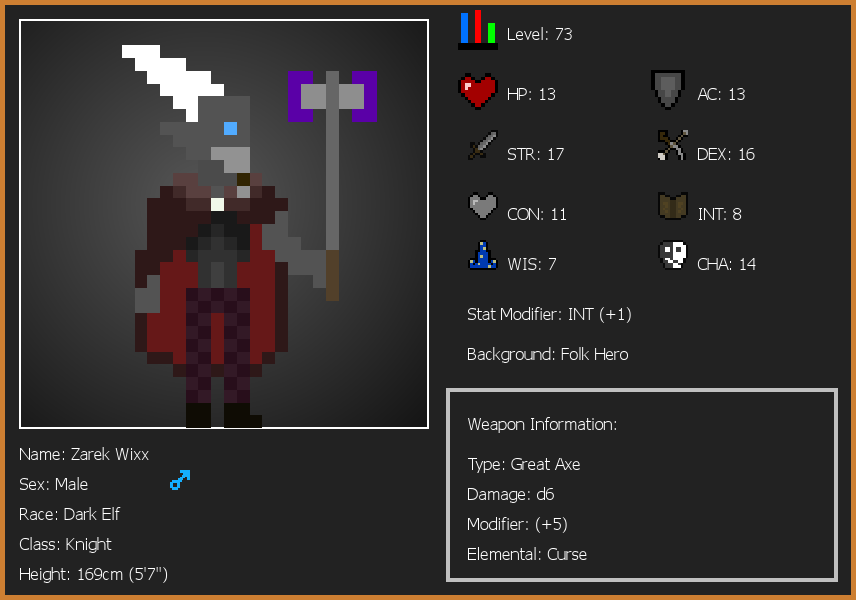 Level: 73
HP: 13
AC: 13
STR: 17
DEX: 16
CON: 11
INT: 8
WIS: 7
CHA: 14
Stat Modifier: INT (+1)
Background: Folk Hero
Weapon Information:
Type: Great Axe
Damage: d6
Modifier: (+5)
Elemental: Curse
Name: Zarek Wixx
Sex: Male
Race: Dark Elf
Class: Knight
Height: 169cm (5'7")